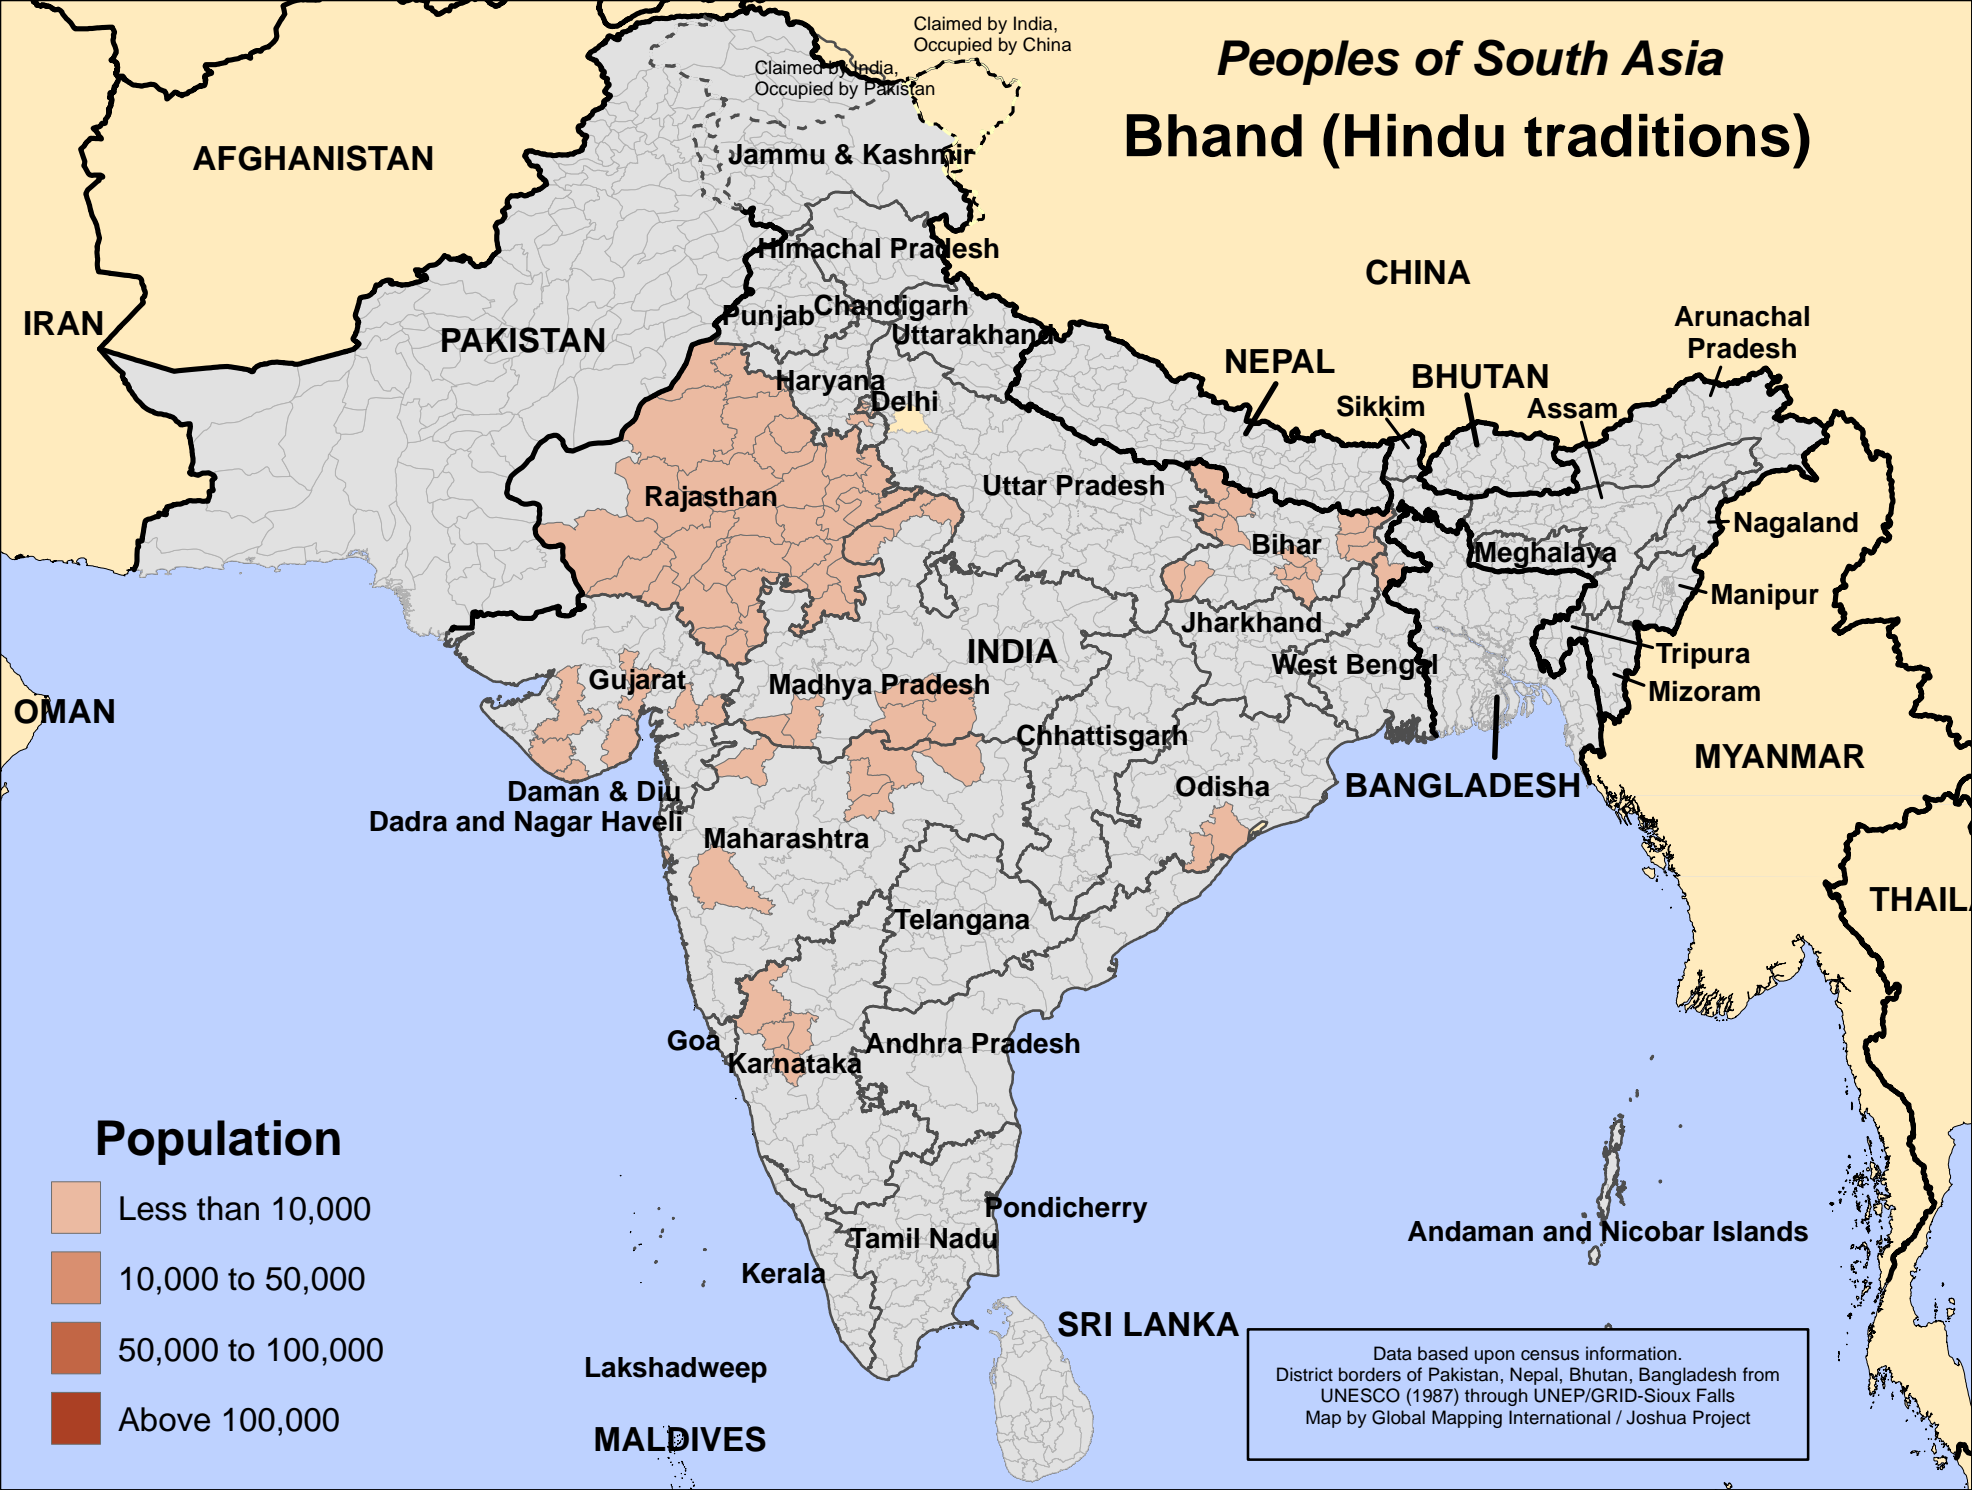 Claimed by India,
Occupied by China
Peoples of South Asia
Claimed by India,
Occupied by Pakistan
Bhand (Hindu traditions)
AFGHANISTAN
Jammu & Kashmir
Himachal Pradesh
CHINA
Chandigarh
Punjab
Uttarakhand
IRAN
PAKISTAN
Arunachal
Pradesh
NEPAL
BHUTAN
Haryana
Delhi
Sikkim
Assam
Rajasthan
Uttar Pradesh
Nagaland
Bihar
Meghalaya
Manipur
Jharkhand
INDIA
Tripura
West Bengal
Gujarat
Madhya Pradesh
Mizoram
OMAN
Chhattisgarh
MYANMAR
Odisha
BANGLADESH
Daman & Diu
Dadra and Nagar Haveli
Maharashtra
THAIL
Telangana
Goa
Andhra Pradesh
Karnataka
Population
Less than 10,000
10,000 to 50,000
50,000 to 100,000
Above 100,000
Pondicherry
Tamil Nadu
Andaman and Nicobar Islands
Kerala
SRI LANKA
Lakshadweep
MALDIVES
Data based upon census information.
District borders of Pakistan, Nepal, Bhutan, Bangladesh from
UNESCO (1987) through UNEP/GRID-Sioux Falls
Map by Global Mapping International / Joshua Project